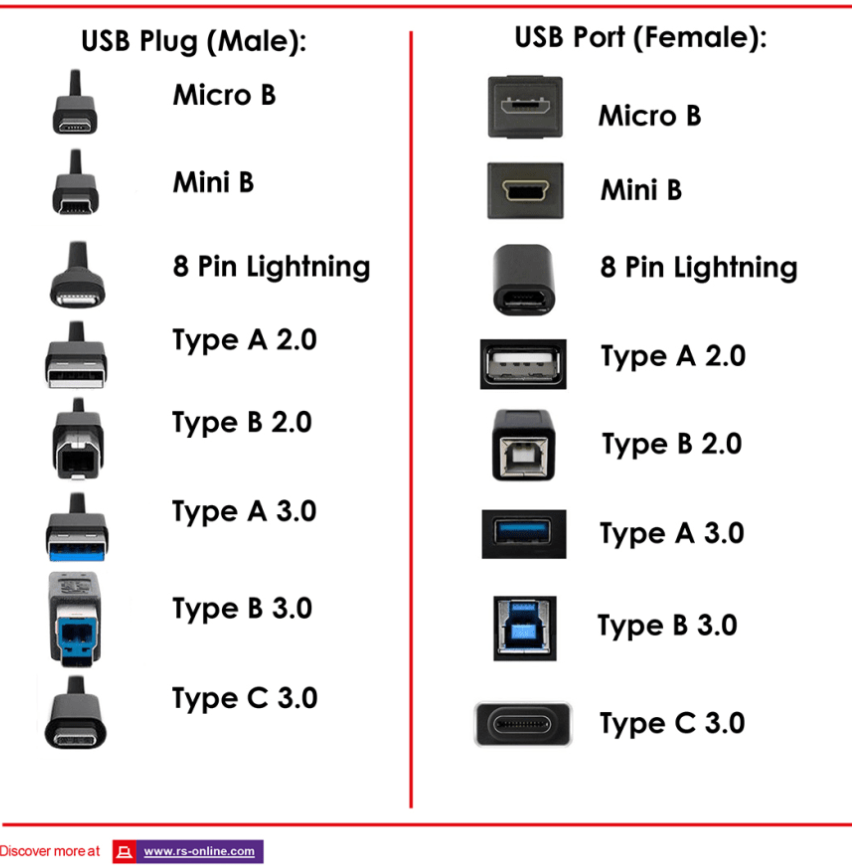 USB Plug (Male):
Micro B
Mini B
8 Pin Lightning
Type A 2.0
Type B 2.0
Type A 3.0
Type B 3.0
Type C 3.0
USB Port (Female):
Micro B
Mini B
8 Pin Lightning
Type A 2.0
Type B 2.0
Type A 3.0
Type B 3.0
Type C 3.0
Discover more at www.rs-online.com